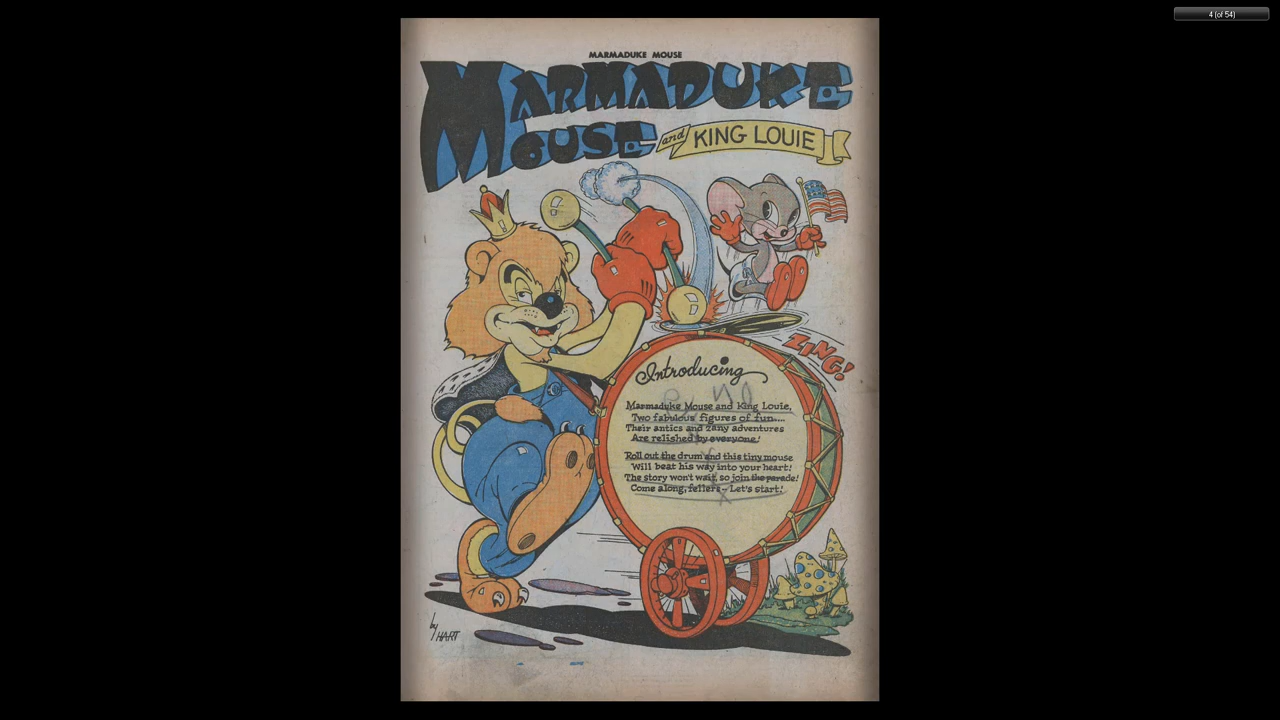 4 (of 54)
MARMADUKE MOUSE
MARMADUKE
MOUSE and KING LOUIE
ZING!
Introducing
Marmaduke Mouse and King Louie,
Two fabulous figures of fun....
Their antics and zany adventures
Are relished by everyone!
Roll out the drum and this tiny mouse
Will beat his way into your heart!
The story won't wait, so join the parade!
Come along, fellers – Let's start!
by
HART